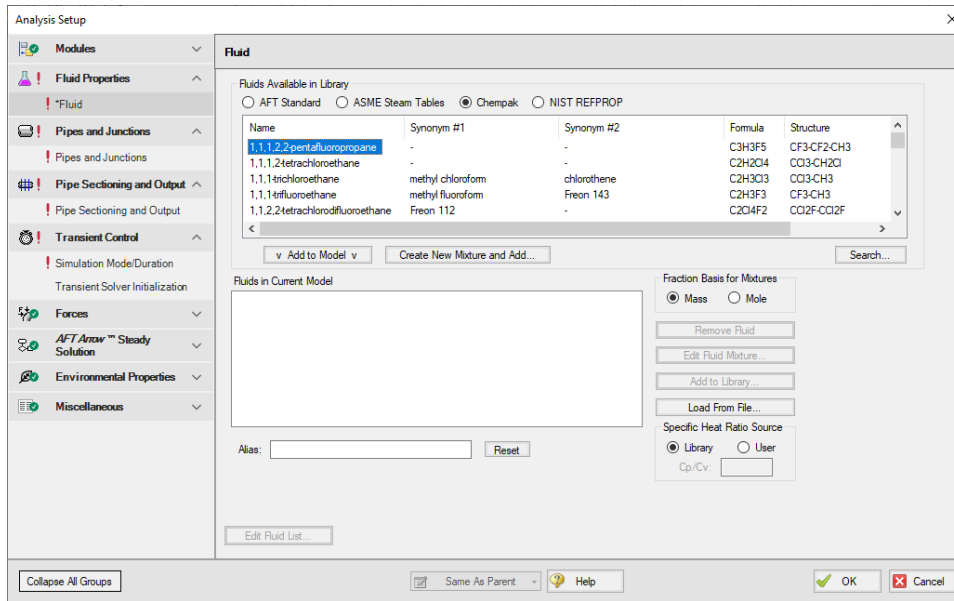 Analysis Setup
Modules
Fluid Properties
*Fluid
Pipes and Junctions
Pipes and Junctions
Pipe Sectioning and Output
Pipe Sectioning and Output
Transient Control
Simulation Mode/Duration
Transient Solver Initialization
Forces
AFT Arrow ™ Steady
Solution
Environmental Properties
Miscellaneous
Collapse All Groups
Fluid
Fluids Available in Library
AFT Standard ASME Steam Tables Chempak NIST REFPROP
Name Synonym #1 Synonym #2 Formula Structure
1,1,1,2,2-pentafluoropropane - - C3H3F5 CF3-CF2-CH3
1,1,1,2-tetrachloroethane - - C2H2Cl4 CCl3-CH2Cl
1,1,1-trichloroethane methyl chloroform chlorothene C2H3Cl3 CCl3-CH3
1,1,1-trifluoroethane methyl fluoroform Freon 143 C2H3F3 CF3-CH3
1,1,2,2-tetrachlorodifluoroethane Freon 112 - C2Cl4F2 CCl2F-CCl2F
v Add to Model v Create New Mixture and Add... Search...
Fluids in Current Model
Fraction Basis for Mixtures
Mass Mole
Remove Fluid
Edit Fluid Mixture...
Add to Library...
Load From File...
Specific Heat Ratio Source
Library User
Cp/Cv:
Alias: Reset
Edit Fluid List...
Same As Parent Help OK Cancel